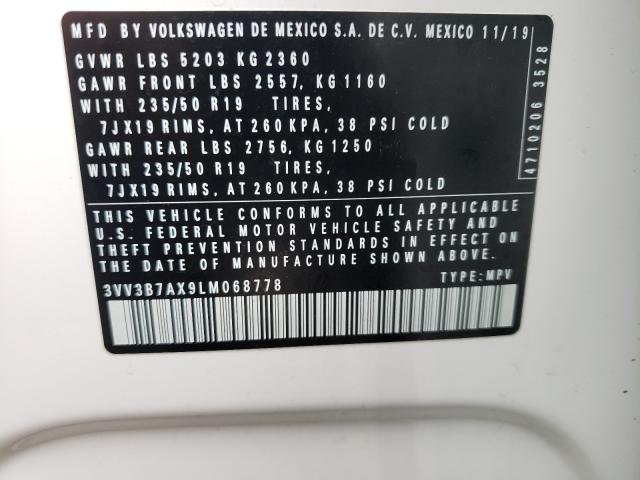 MFD BY VOLKSWAGEN DE MEXICO S.A. DE C.V. MEXICO 11/19
GVWR LBS 5203 KG 2360
GAWR FRONT LBS 2557, KG 1160
WITH 235/50 R19 TIRES,
7JX19 RIMS, AT 260 KPA, 38 PSI COLD
GAWR REAR LBS 2756, KG 1250
WITH 235/50 R19 TIRES,
7JX19 RIMS, AT 260 KPA, 38 PSI COLD
4710206 3528
THIS VEHICLE CONFORMS TO ALL APPLICABLE
U.S. FEDERAL MOTOR VEHICLE SAFETY AND
THEFT PREVENTION STANDARDS IN EFFECT ON
THE DATE OF MANUFACTURE SHOWN ABOVE.
3VV3B7AX9LM068778 TYPE:MPV